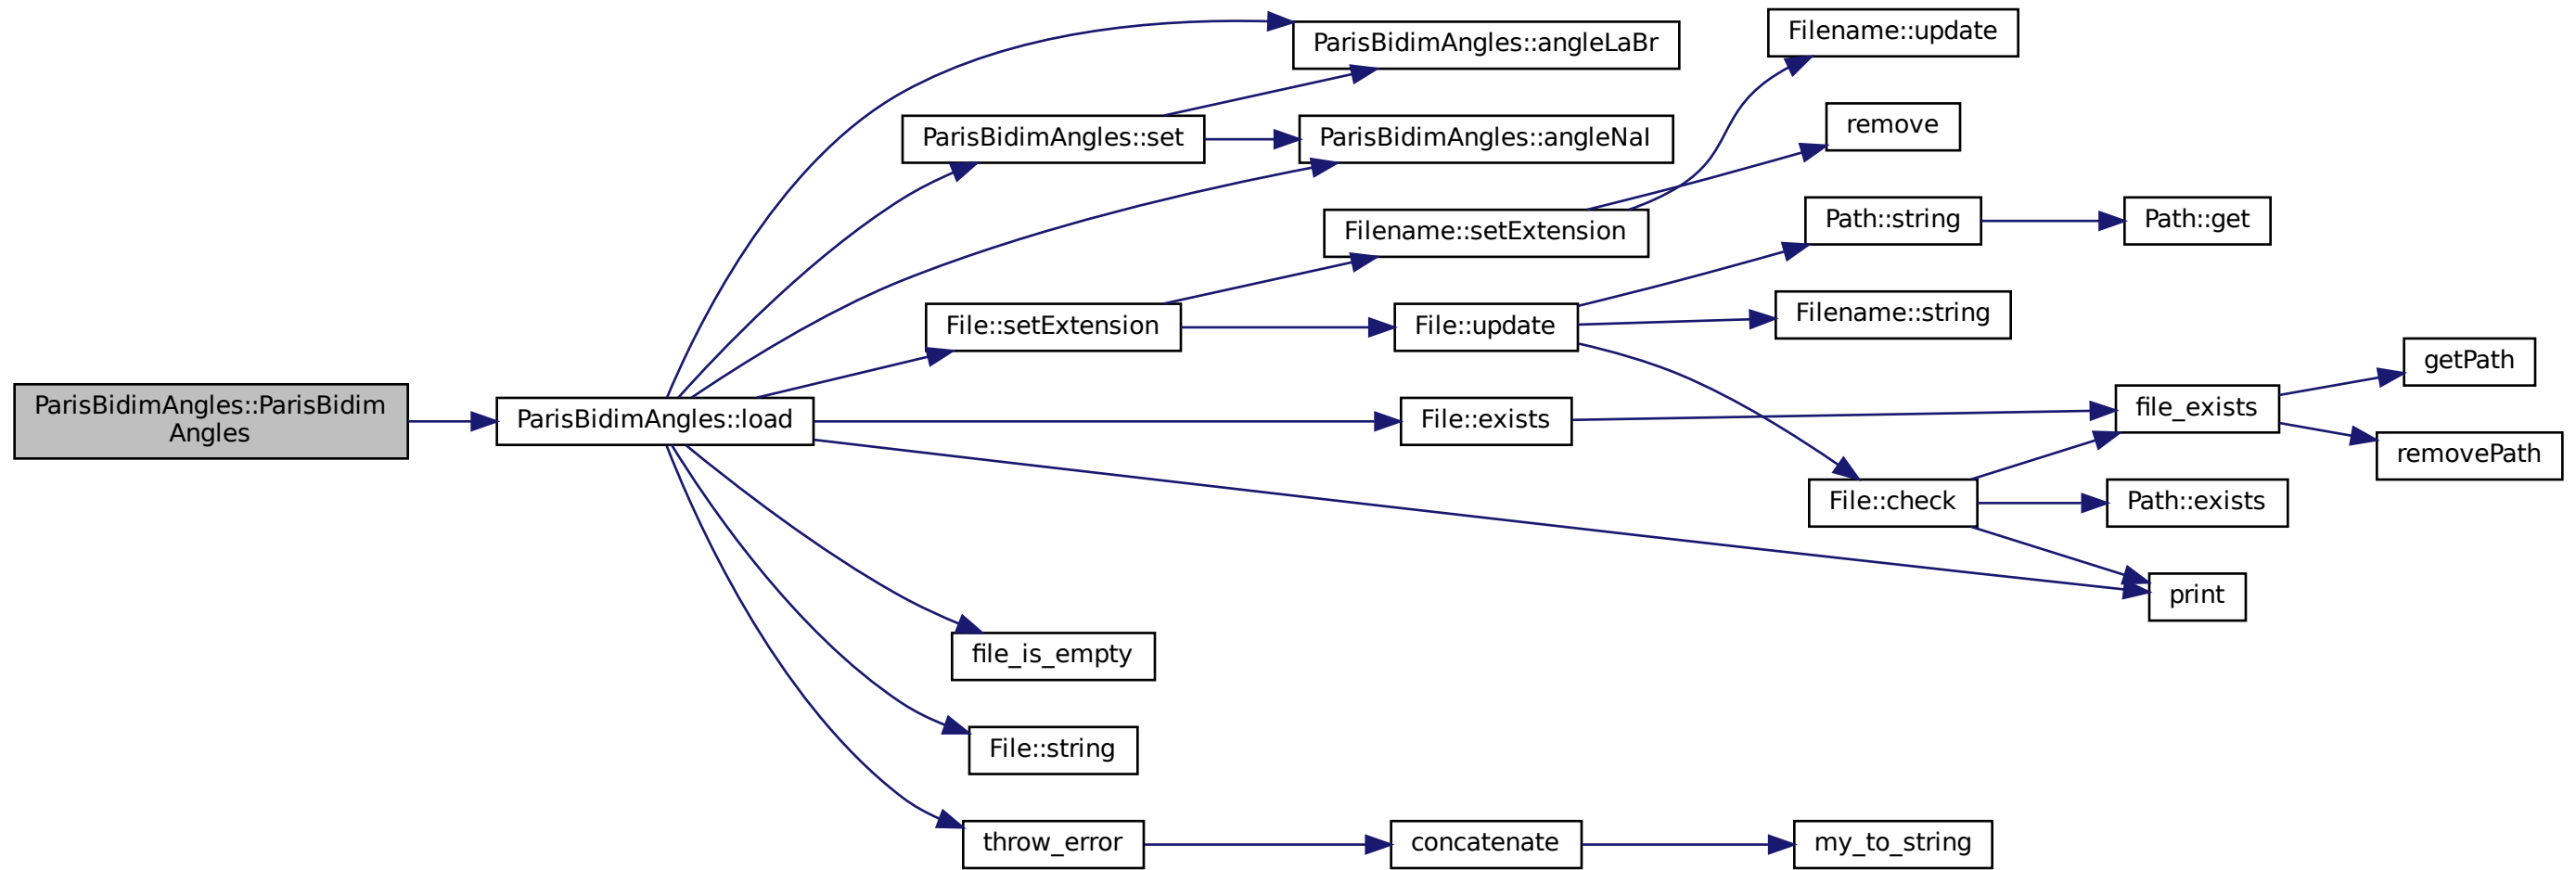 ParisBidimAngles::ParisBidim
Angles
ParisBidimAngles::load
ParisBidimAngles::angleLaBr
ParisBidimAngles::set
ParisBidimAngles::angleNaI
File::setExtension
Filename::setExtension
Filename::update
remove
File::update
Path::string
Path::get
Filename::string
File::exists
file_exists
getPath
removePath
File::check
Path::exists
print
file_is_empty
File::string
throw_error
concatenate
my_to_string